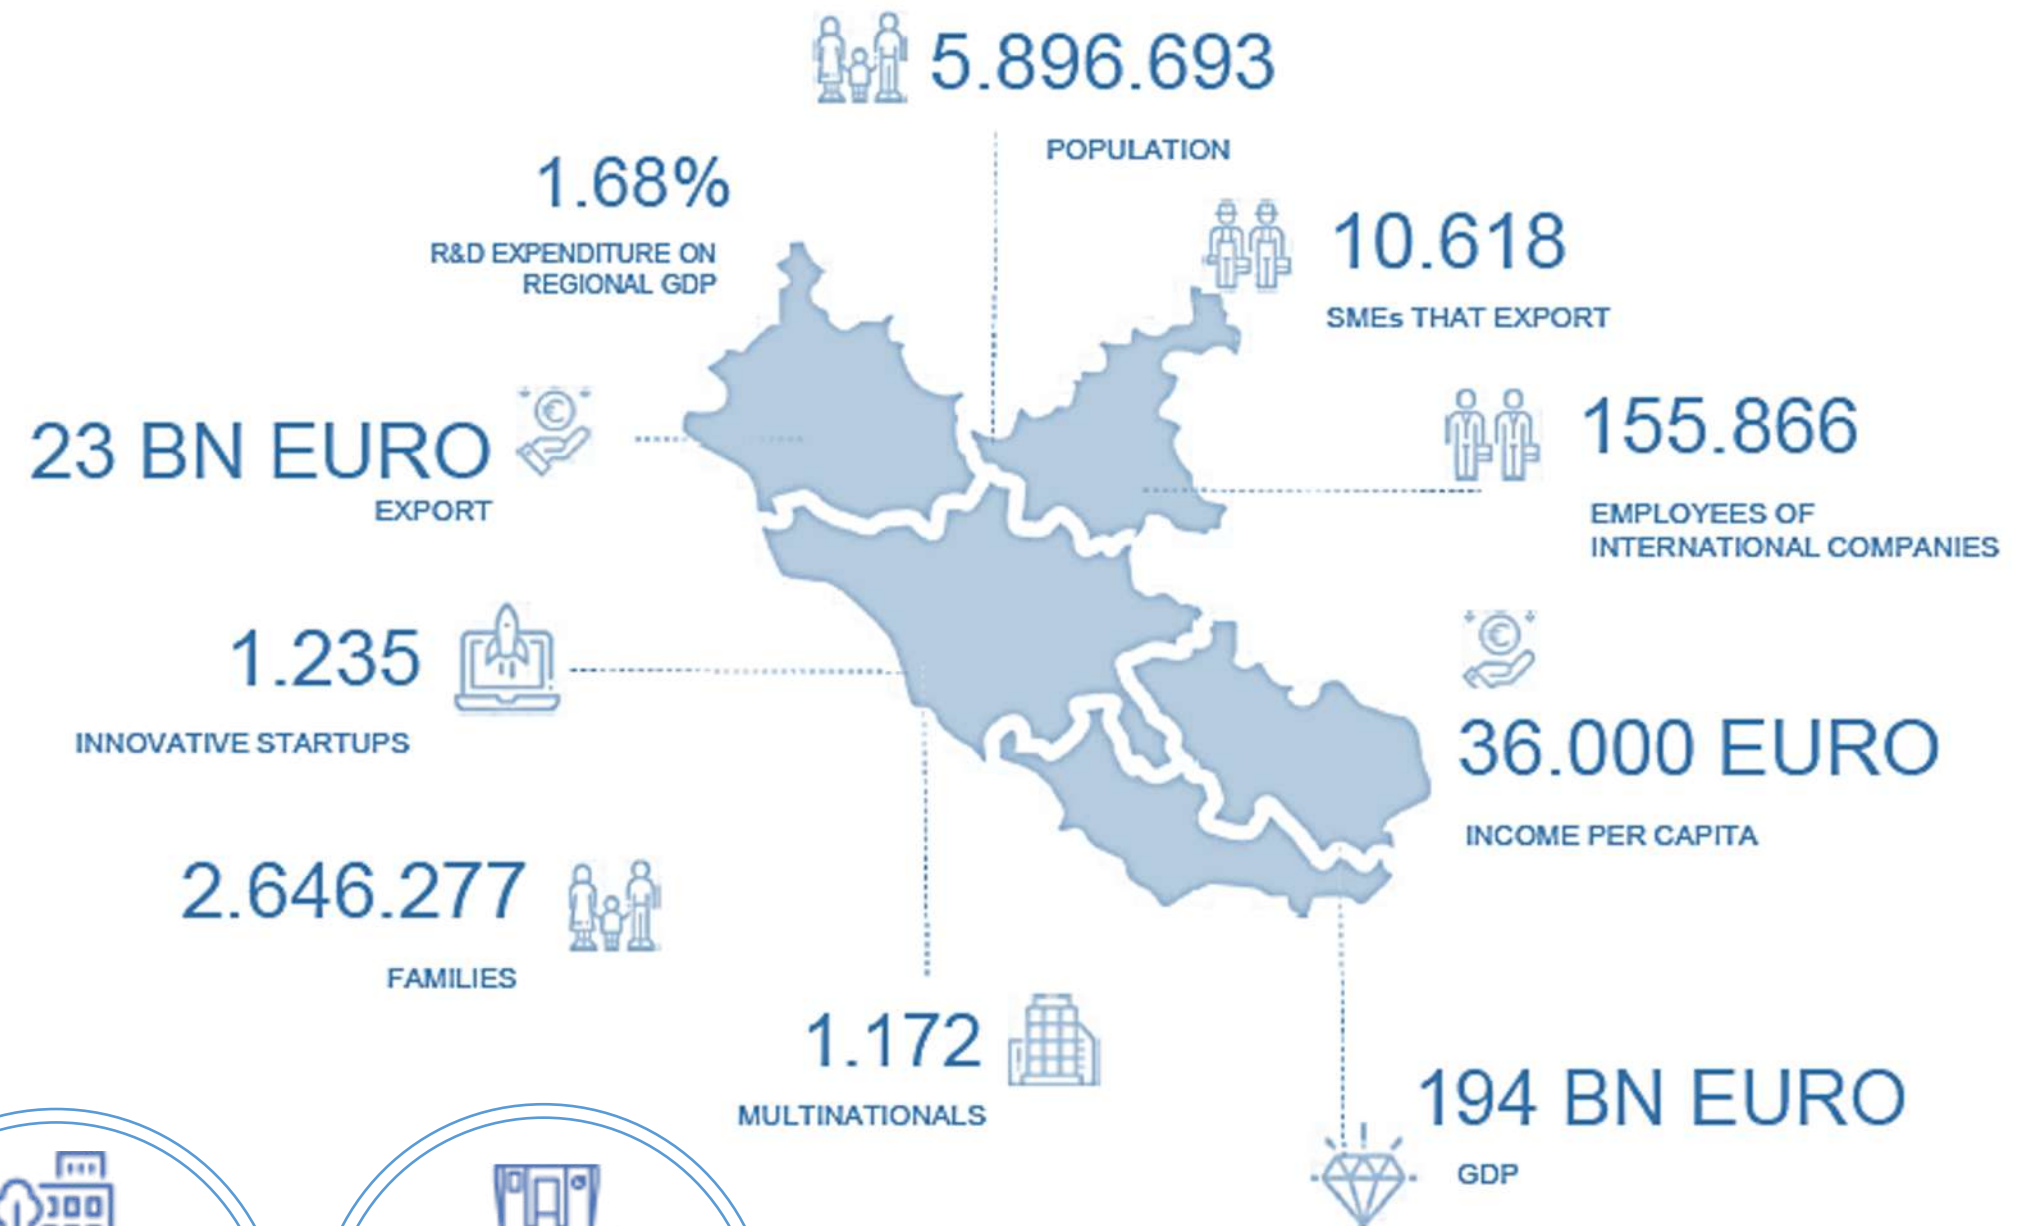 5.896.693
POPULATION
1.68%
R&D EXPENDITURE ON
REGIONAL GDP
10.618
SMEs THAT EXPORT
23 BN EURO
EXPORT
155.866
EMPLOYEES OF
INTERNATIONAL COMPANIES
1.235
INNOVATIVE STARTUPS
36.000 EURO
INCOME PER CAPITA
2.646.277
FAMILIES
1.172
MULTINATIONALS
194 BN EURO
GDP